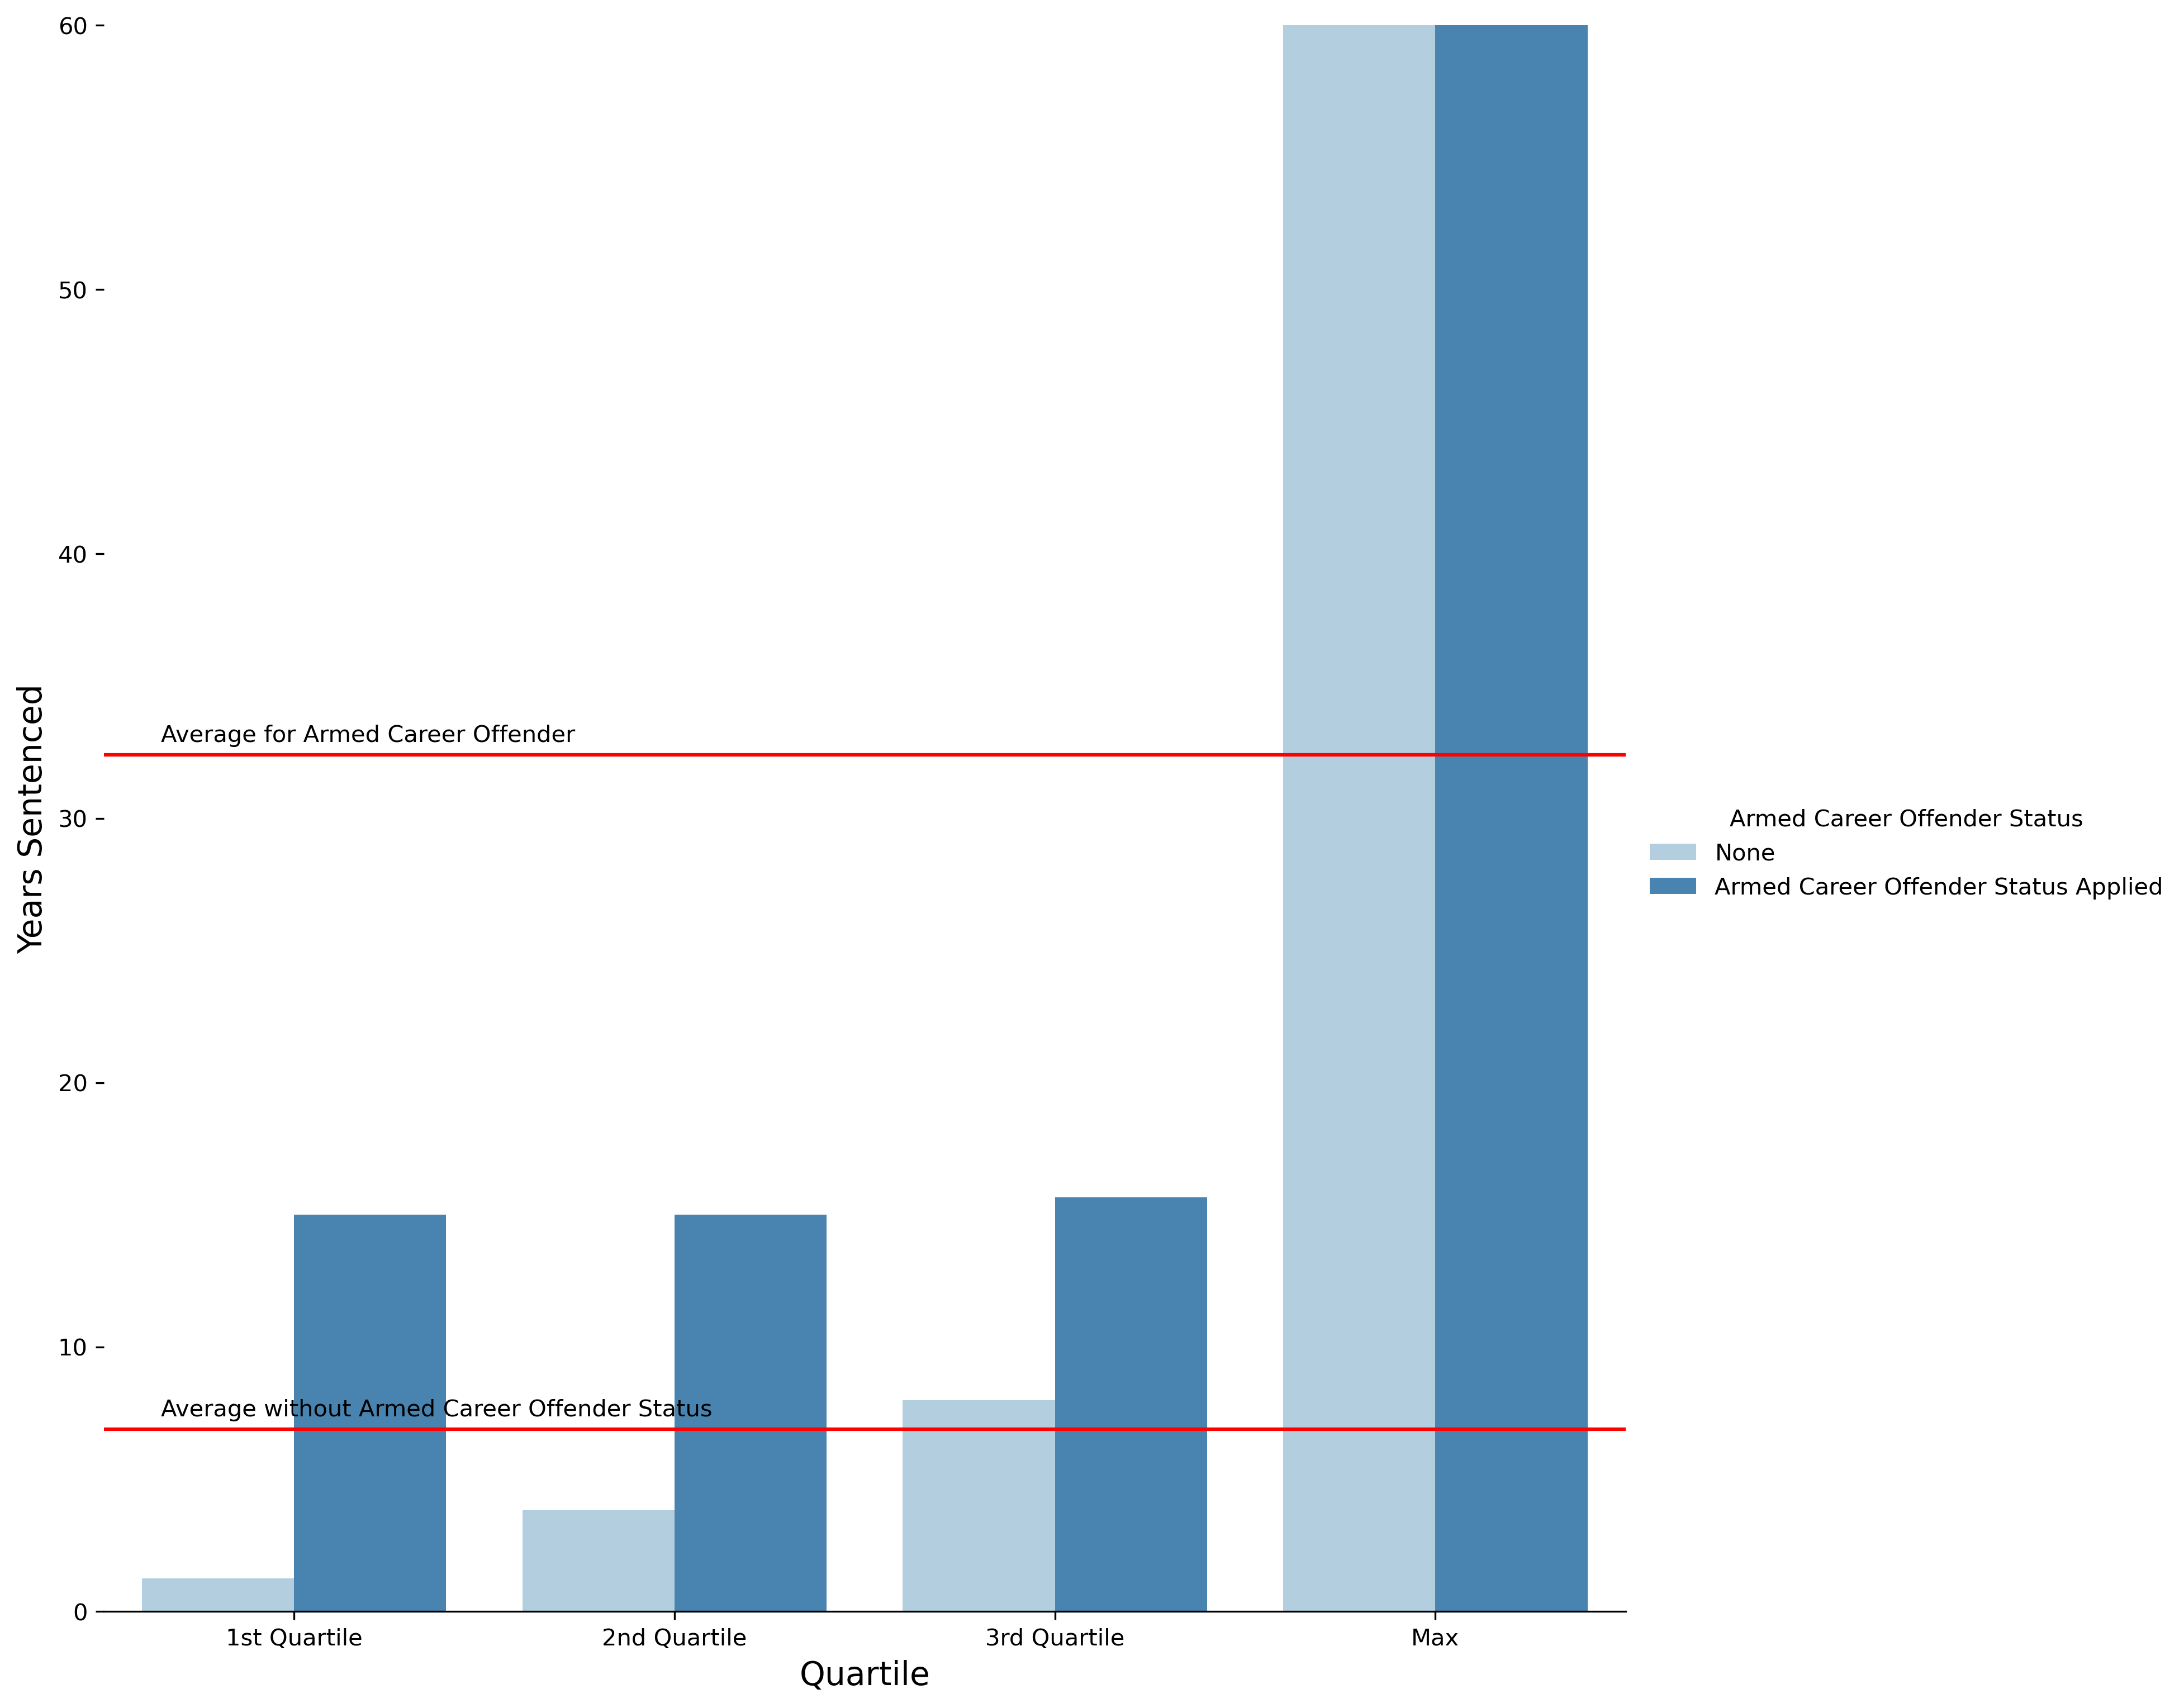 60
50
40
30
20
10
0
Years Sentenced
Average for Armed Career Offender
Average without Armed Career Offender Status
1st Quartile
2nd Quartile
3rd Quartile
Max
Quartile
Armed Career Offender Status
None
Armed Career Offender Status Applied